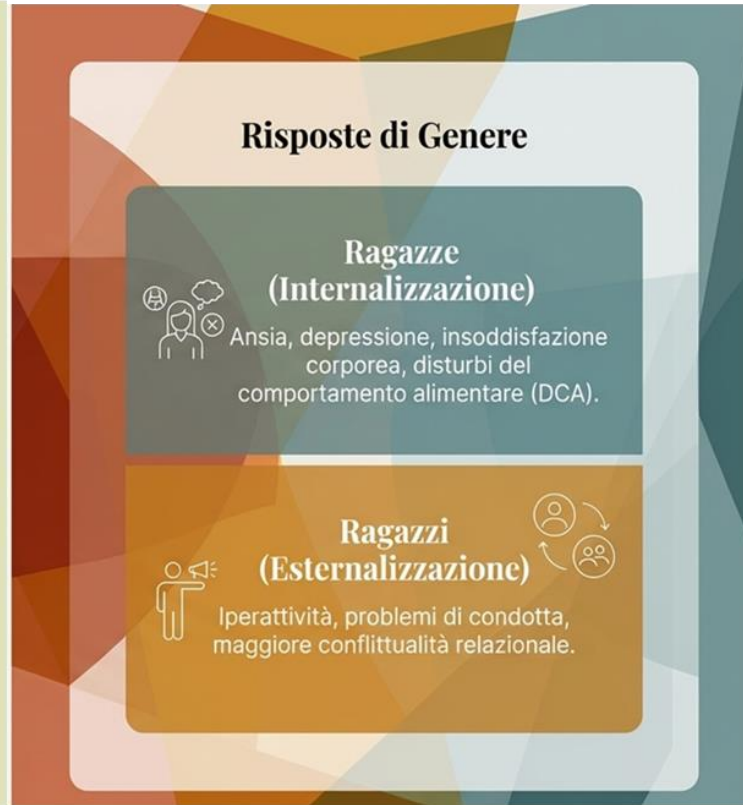 Risposte di Genere
Ragazze
(Internalizzazione)
Ansia, depressione, insoddisfazione
corporea, disturbi del
comportamento alimentare (DCA).
Ragazzi
(Esternalizzazione)
Iperattività, problemi di condotta,
maggiore conflittualità relazionale.